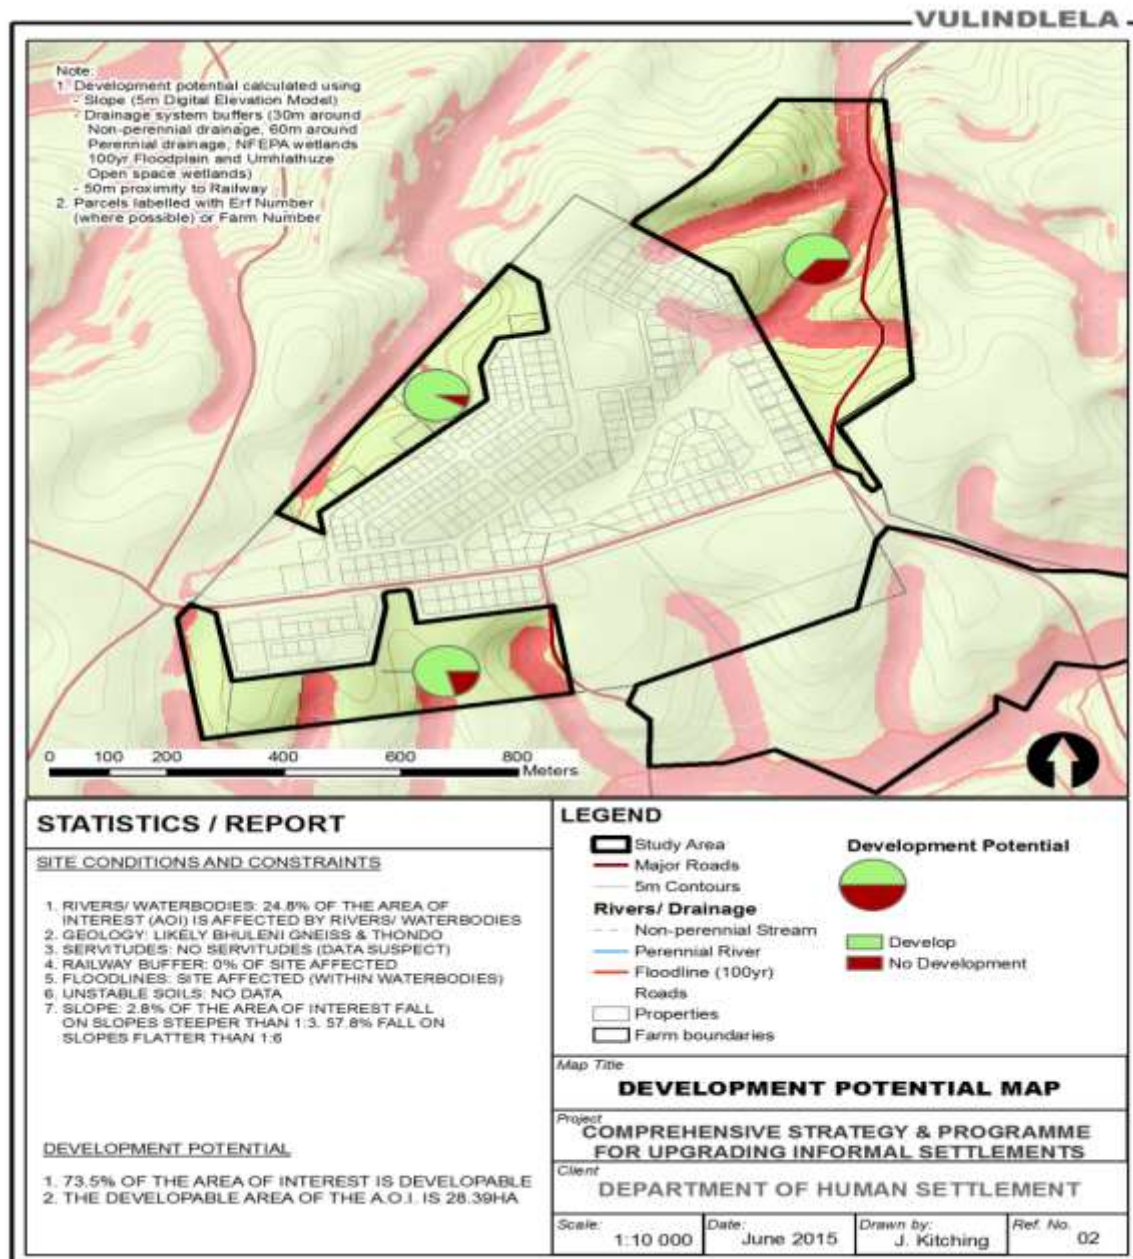 VULINDLELA
Note:
1. Development potential calculated using
- Slope (5m Digital Elevation Model)
- Drainage system buffers (30m around
Non-perennial drainage, 60m around
Perennial drainage, NFEPA wetlands
100yr Floodplain and Umhlathuze
Open space wetlands)
- 50m proximity to Railway
2. Parcels labelled with Erf Number
(where possible) or Farm Number
0 100 200 400 600 800
Meters
STATISTICS / REPORT
SITE CONDITIONS AND CONSTRAINTS
1. RIVERS/ WATERBODIES: 24.8% OF THE AREA OF
INTEREST (AOI) IS AFFECTED BY RIVERS/ WATERBODIES
2. GEOLOGY: LIKELY BHULENI GNEISS & THONDO
3. SERVITUDES: NO SERVITUDES (DATA SUSPECT)
4. RAILWAY BUFFER: 0% OF SITE AFFECTED
5. FLOODLINES: SITE AFFECTED (WITHIN WATERBODIES)
6. UNSTABLE SOILS: NO DATA
7. SLOPE: 2.8% OF THE AREA OF INTEREST FALL
ON SLOPES STEEPER THAN 1:3. 57.8% FALL ON
SLOPES FLATTER THAN 1:6
DEVELOPMENT POTENTIAL
1. 73.5% OF THE AREA OF INTEREST IS DEVELOPABLE
2. THE DEVELOPABLE AREA OF THE A.O.I. IS 28.39HA
LEGEND
Study Area
Major Roads
5m Contours
Rivers/ Drainage
Non-perennial Stream
Perennial River
Floodline (100yr)
Roads
Properties
Farm boundaries
Development Potential
Develop
No Development
Map Title
DEVELOPMENT POTENTIAL MAP
Project
COMPREHENSIVE STRATEGY & PROGRAMME
FOR UPGRADING INFORMAL SETTLEMENTS
Client
DEPARTMENT OF HUMAN SETTLEMENT
Scale:
1:10 000
Date:
June 2015
Drawn by:
J. Kitching
Ref. No.
02